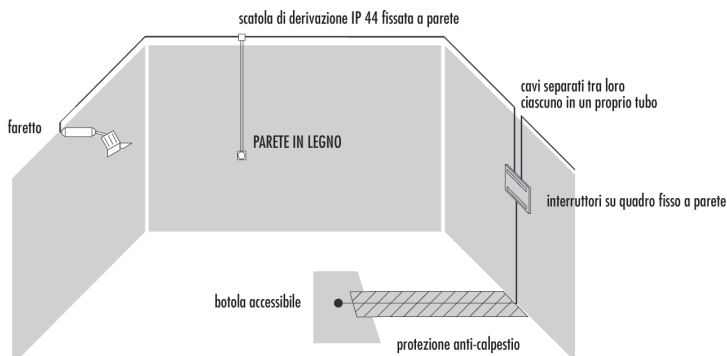 scatola di derivazione IP 44 fissata a parete
cavi separati tra loro
ciascuno in un proprio tubo
faretto
PARETE IN LEGNO
interruttori su quadro fisso a parete
botola accessibile
protezione anti-calpestio